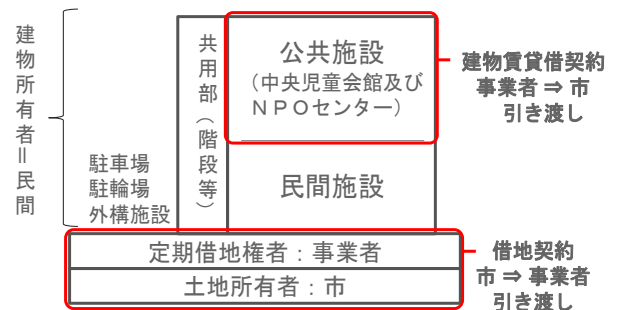 建物所有者＝民間
共用部（階段等）
公共施設
（中央児童会館及び
ＮＰＯセンター）
建物賃貸借契約
事業者 ⇒ 市
引き渡し
駐車場
駐輪場
外構施設
民間施設
定期借地権者：事業者
土地所有者：市
借地契約
市 ⇒ 事業者
引き渡し